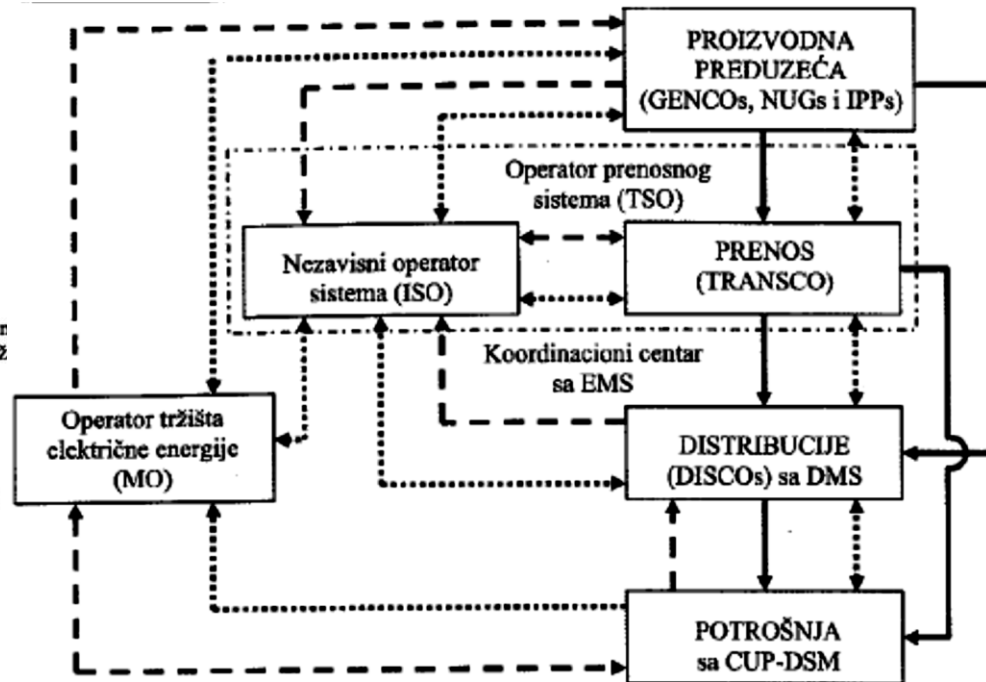 PROIZVODNA
PREDUZEĆA
(GENCOs, NUGs i IPPs)
Operator prenosnog
sistema (TSO)
Nezavisni operator
sistema (ISO)
PRENOS
(TRANSCO)
Koordinacioni centar
sa EMS
Operator tržišta
električne energije
(MO)
DISTRIBUCIJE
(DISCOs) sa DMS
POTROŠNJA
sa CUP-DSM